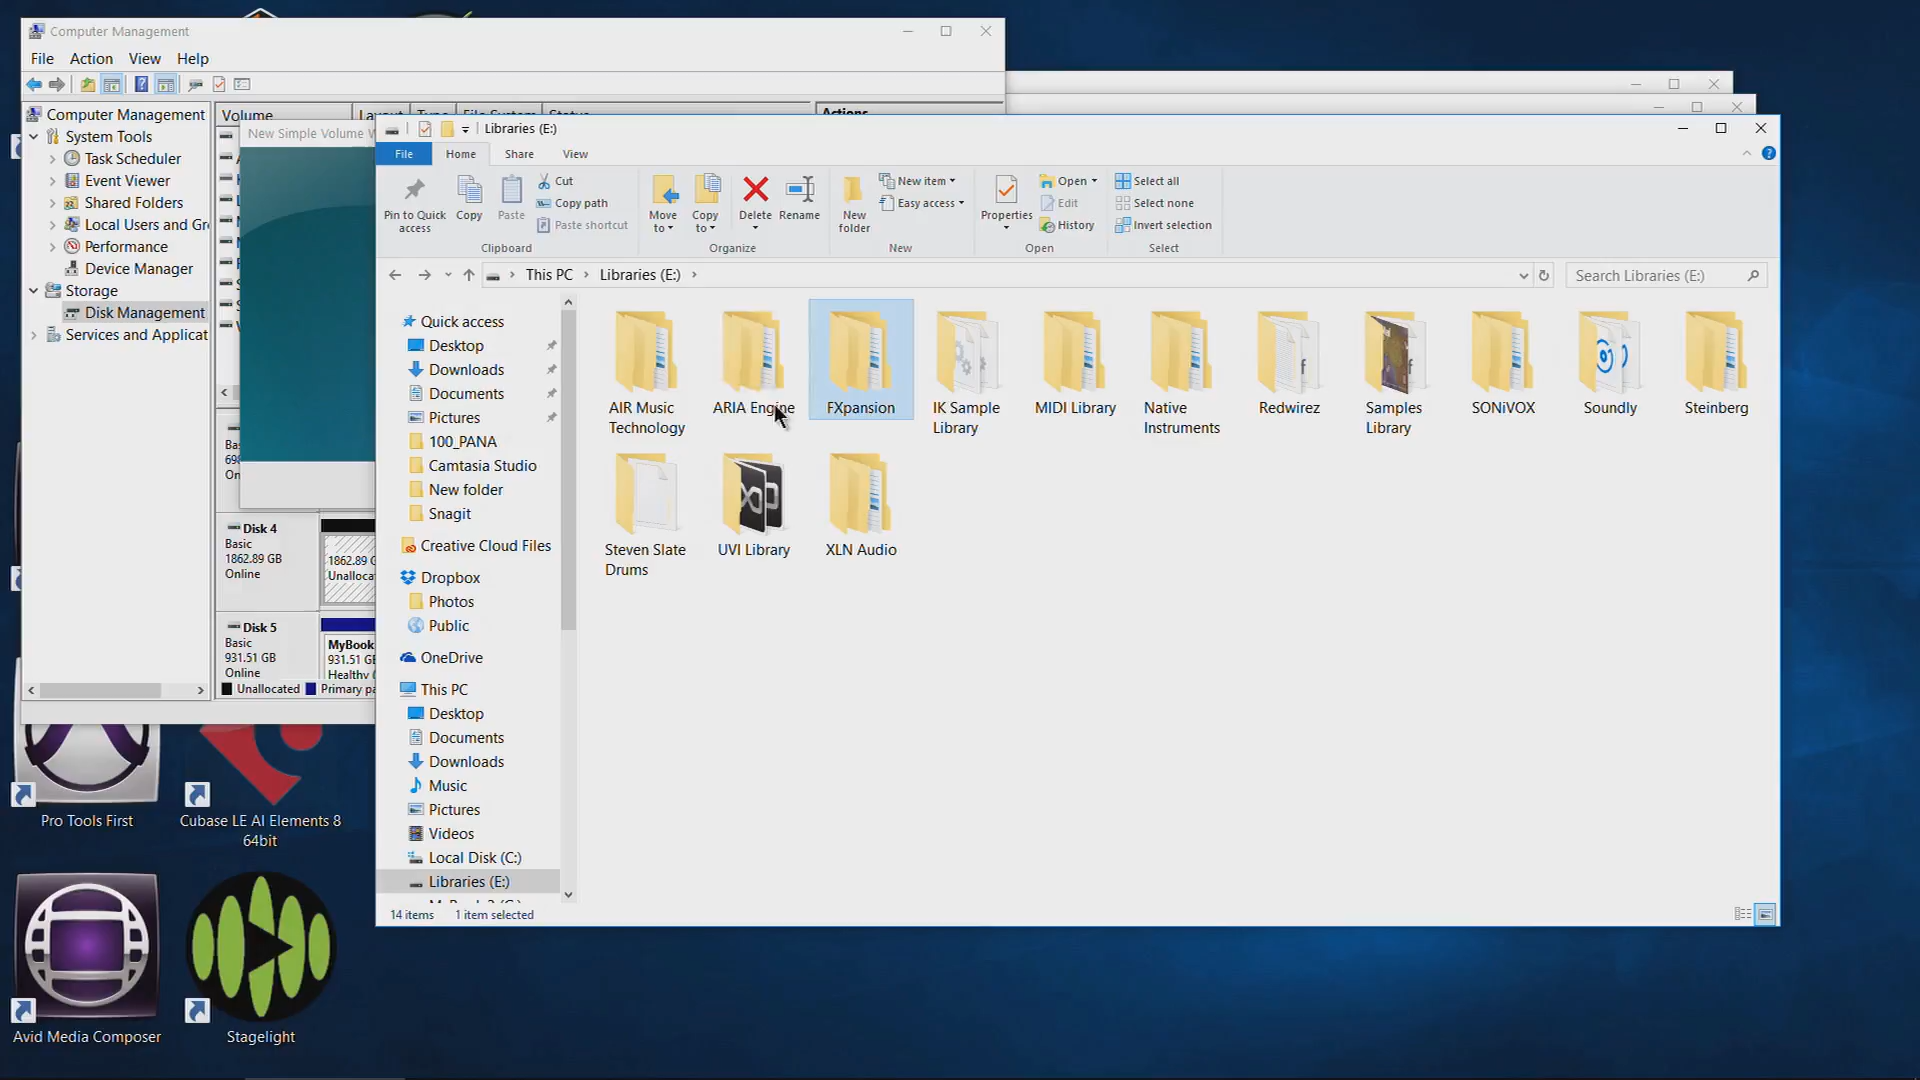 Computer Management
File Action View Help
Computer Management
System Tools
Task Scheduler
Event Viewer
Shared Folders
Local Users and Gr
Performance
Device Manager
Storage
Disk Management
Services and Applicat
Volume
Status
Actions
New Simple Volume W
Online
Disk 4
Basic
1862.89 GB
Online
1862.89 G
Unalloca
Disk 5
Basic
931.51 GB
Online
MyBook
931.51 GE
Healthy (
Unallocated Primary pa
Libraries (E:)
File Home Share View
Pin to Quick access
Copy
Paste
Cut
Copy path
Paste shortcut
Clipboard
Move to
Copy to
Delete
Rename
Organize
New folder
New item
Easy access
New
Properties
Open
Edit
History
Open
Select all
Select none
Invert selection
Select
This PC Libraries (E:)
Search Libraries (E:)
Quick access
Desktop
Downloads
Documents
Pictures
100_PANA
Camtasia Studio
New folder
Snagit
Creative Cloud Files
Dropbox
Photos
Public
OneDrive
This PC
Desktop
Documents
Downloads
Music
Pictures
Videos
Local Disk (C:)
Libraries (E:)
AIR Music Technology
ARIA Engine
FXpansion
IK Sample Library
MIDI Library
Native Instruments
Redwirez
Samples Library
SONiVOX
Soundly
Steinberg
Steven Slate Drums
UVI Library
XLN Audio
14 items 1 item selected
Pro Tools First
Cubase LE AI Elements 8 64bit
Avid Media Composer
Stagelight